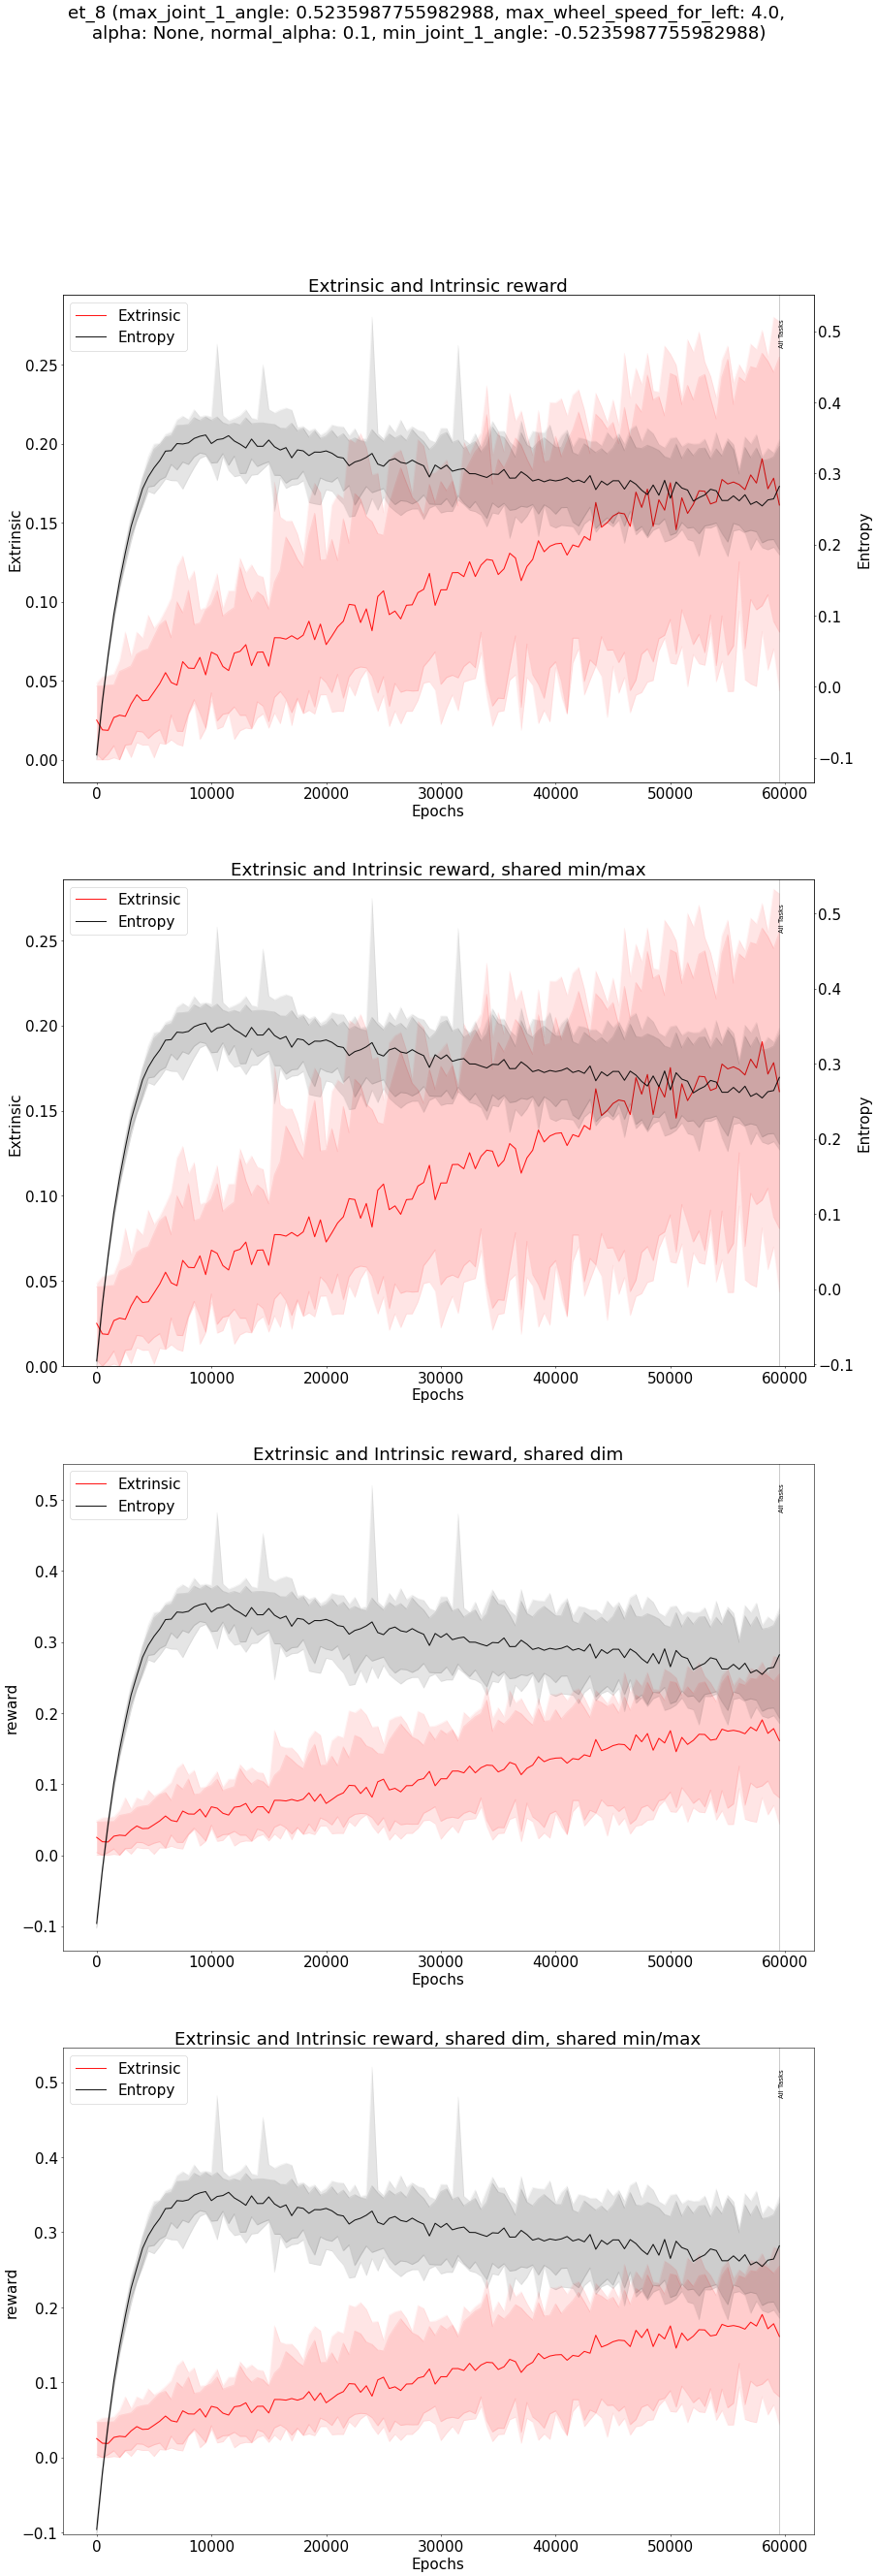 et_8 (max_joint_1_angle: 0.5235987755982988, max_wheel_speed_for_left: 4.0,
alpha: None, normal_alpha: 0.1, min_joint_1_angle: -0.5235987755982988)
Extrinsic and Intrinsic reward
Extrinsic
Entropy
All Tasks
0.25
0.20
0.15
0.10
0.05
0.00
Extrinsic
0.5
0.4
0.3
0.2
0.1
0.0
−0.1
Entropy
0 10000 20000 30000 40000 50000 60000
Epochs
Extrinsic and Intrinsic reward, shared min/max
Extrinsic
Entropy
All Tasks
0.25
0.20
0.15
0.10
0.05
0.00
Extrinsic
0.5
0.4
0.3
0.2
0.1
0.0
−0.1
Entropy
0 10000 20000 30000 40000 50000 60000
Epochs
Extrinsic and Intrinsic reward, shared dim
Extrinsic
Entropy
All Tasks
0.5
0.4
0.3
0.2
0.1
0.0
−0.1
reward
0 10000 20000 30000 40000 50000 60000
Epochs
Extrinsic and Intrinsic reward, shared dim, shared min/max
Extrinsic
Entropy
All Tasks
0.5
0.4
0.3
0.2
0.1
0.0
−0.1
reward
0 10000 20000 30000 40000 50000 60000
Epochs